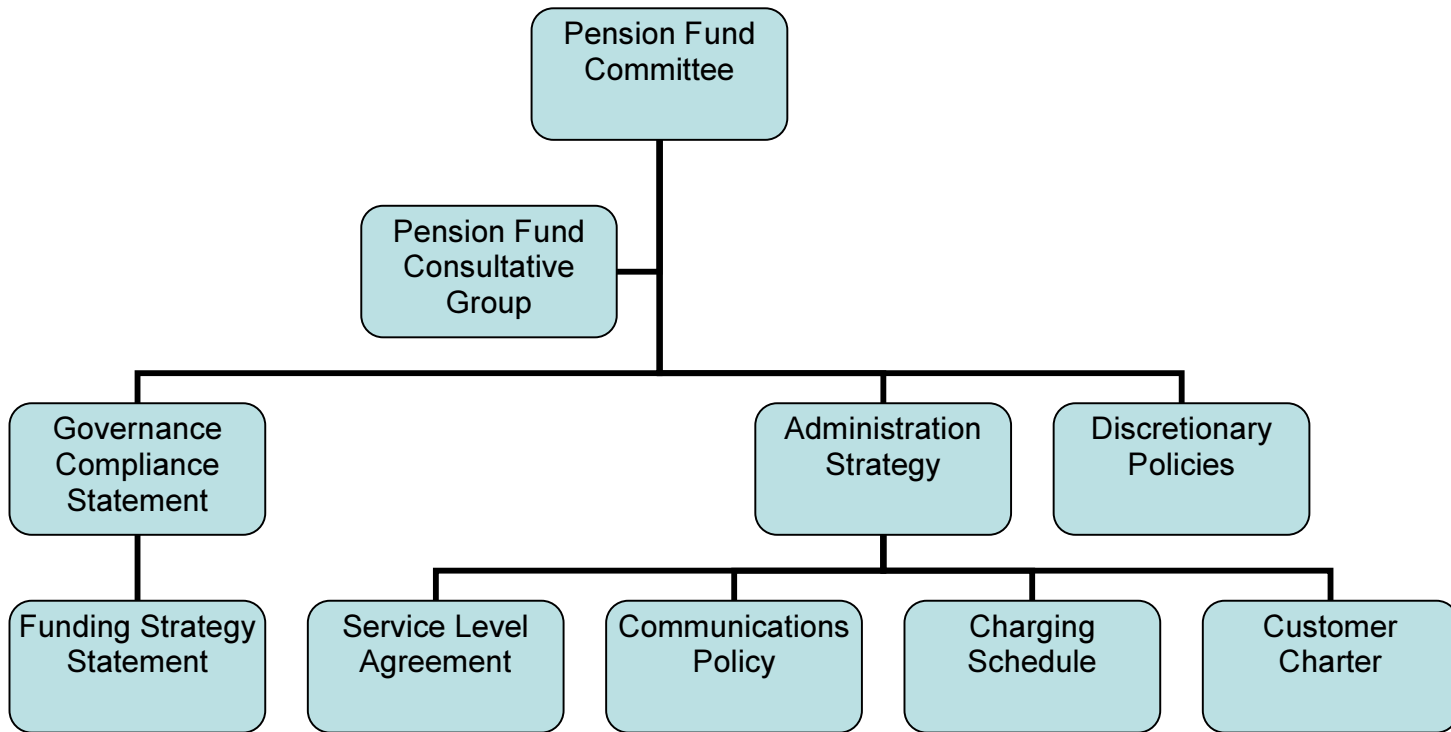 Pension Fund
Committee
Pension Fund
Consultative
Group
Governance
Compliance
Statement
Administration
Strategy
Discretionary
Policies
Funding Strategy
Statement
Service Level
Agreement
Communications
Policy
Charging
Schedule
Customer
Charter